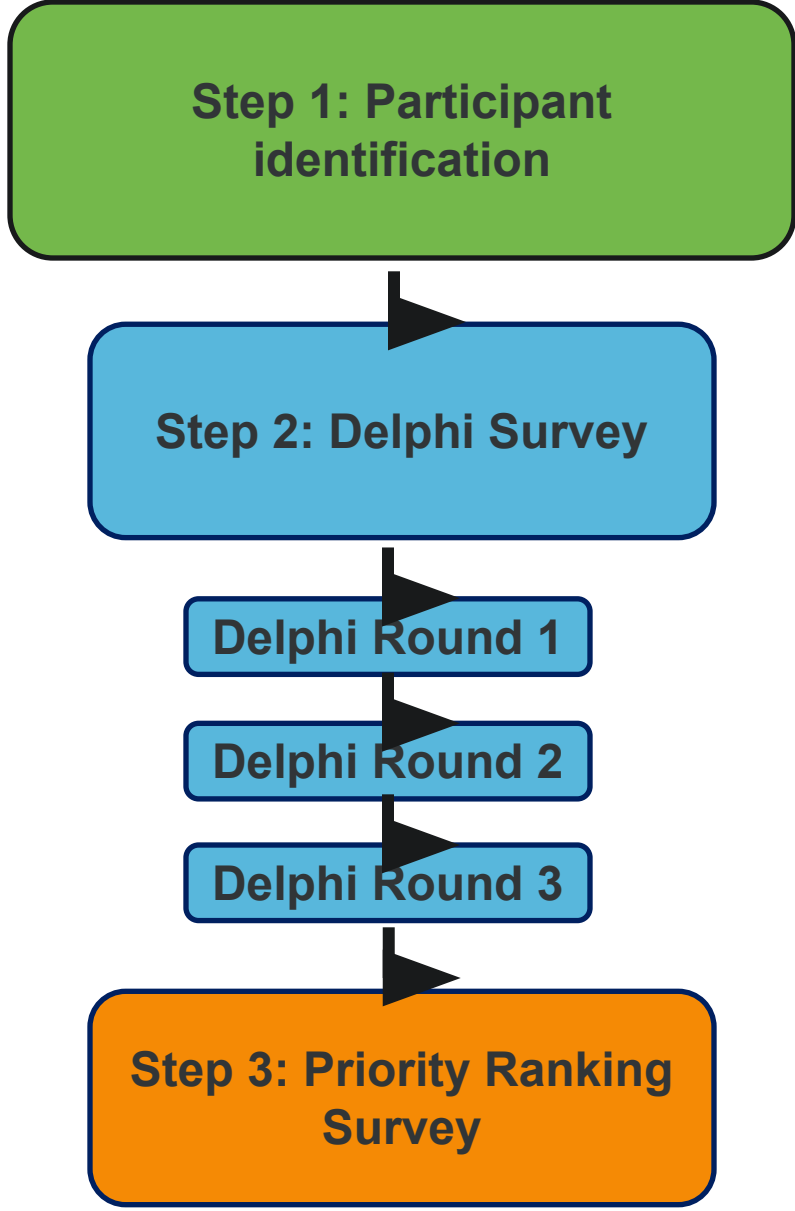 Step 1: Participant
identification
Step 2: Delphi Survey
Delphi Round 1
Delphi Round 2
Delphi Round 3
Step 3: Priority Ranking
Survey